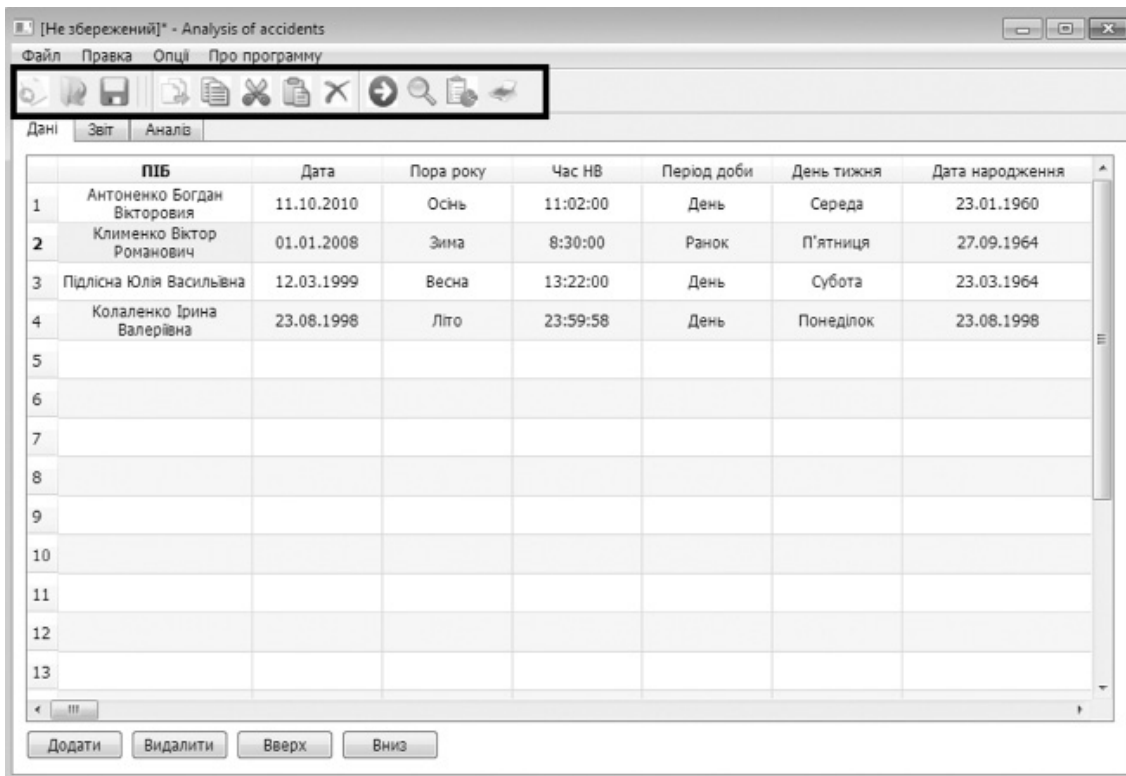 [Не збережений]* - Analysis of accidents
Файл Правка Опції Про програму
Дані Звіт Аналіз
ПІБ Дата Пора року Час НВ Період доби День тижня Дата народження
1 Антоненко Богдан Вікторовия 11.10.2010 Осінь 11:02:00 День Середа 23.01.1960
2 Клименко Віктор Романович 01.01.2008 Зима 8:30:00 Ранок П'ятниця 27.09.1964
3 Підлісна Юлія Васильівна 12.03.1999 Весна 13:22:00 День Субота 23.03.1964
4 Колаленко Ірина Валеріівна 23.08.1998 Літо 23:59:58 День Понеділок 23.08.1998
5
6
7
8
9
10
11
12
13
Додати Видалити Вверх Вниз